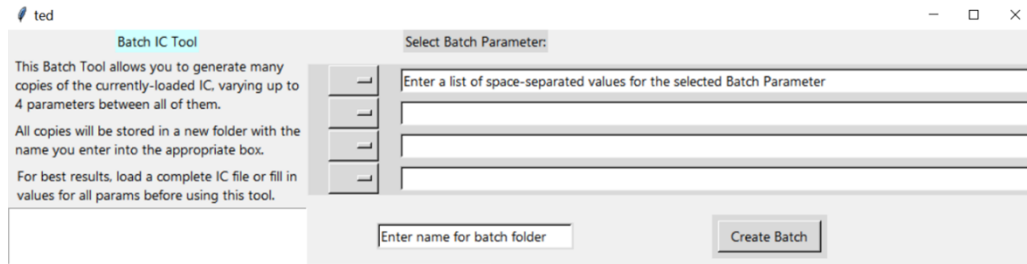 ted
Batch IC Tool
This Batch Tool allows you to generate many
copies of the currently-loaded IC, varying up to
4 parameters between all of them.
All copies will be stored in a new folder with the
name you enter into the appropriate box.
For best results, load a complete IC file or fill in
values for all params before using this tool.
Select Batch Parameter:
Enter a list of space-separated values for the selected Batch Parameter
Enter name for batch folder
Create Batch